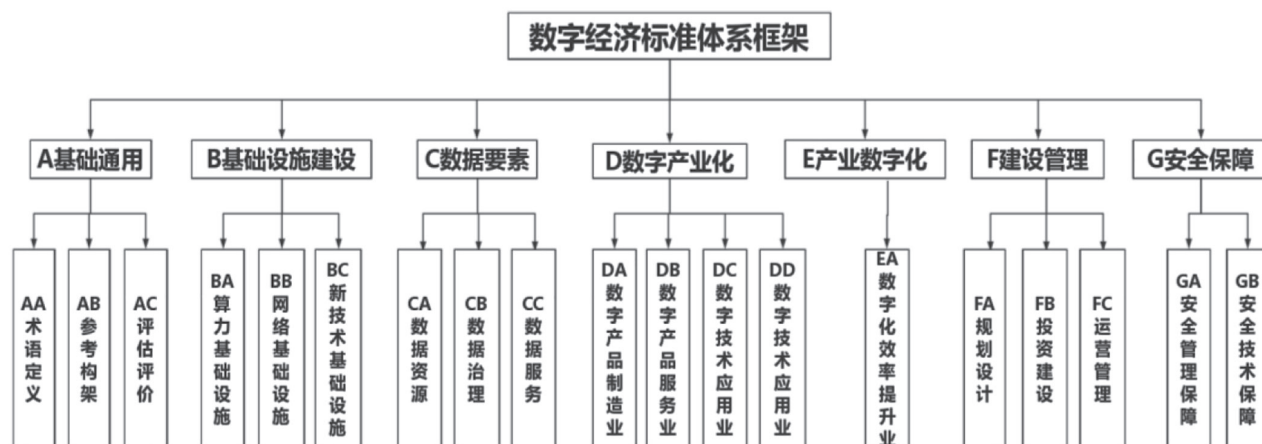 数字经济标准体系框架
A基础通用
B基础设施建设
C数据要素
D数字产业化
E产业数字化
F建设管理
G安全保障
AA术语定义
AB参考构架
AC评估评价
BA算力基础设施
BB网络基础设施
BC新技术基础设施
CA数据资源
CB数据治理
CC数据服务
DA数字产品制造业
DB数字产品服务业
DC数字技术应用业
DD数字技术应用业
EA数字化效率提升业
FA规划设计
FB投资建设
FC运营管理
GA安全管理保障
GB安全技术保障